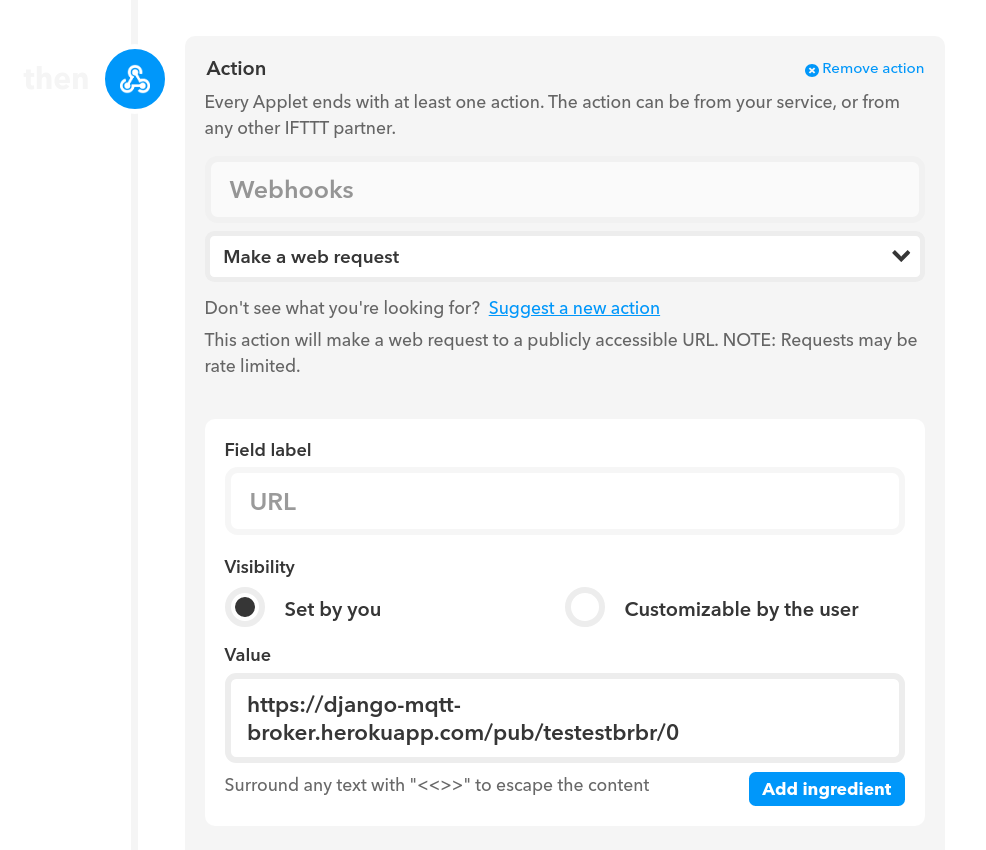 then
Action
Remove action
Every Applet ends with at least one action. The action can be from your service, or from
any other IFTTT partner.
Webhooks
Make a web request
Don't see what you're looking for? Suggest a new action
This action will make a web request to a publicly accessible URL. NOTE: Requests may be
rate limited.
Field label
URL
Visibility
Set by you
Customizable by the user
Value
https://django-mqtt-
broker.herokuapp.com/pub/testestbrbr/0
Surround any text with "<<>>" to escape the content
Add ingredient